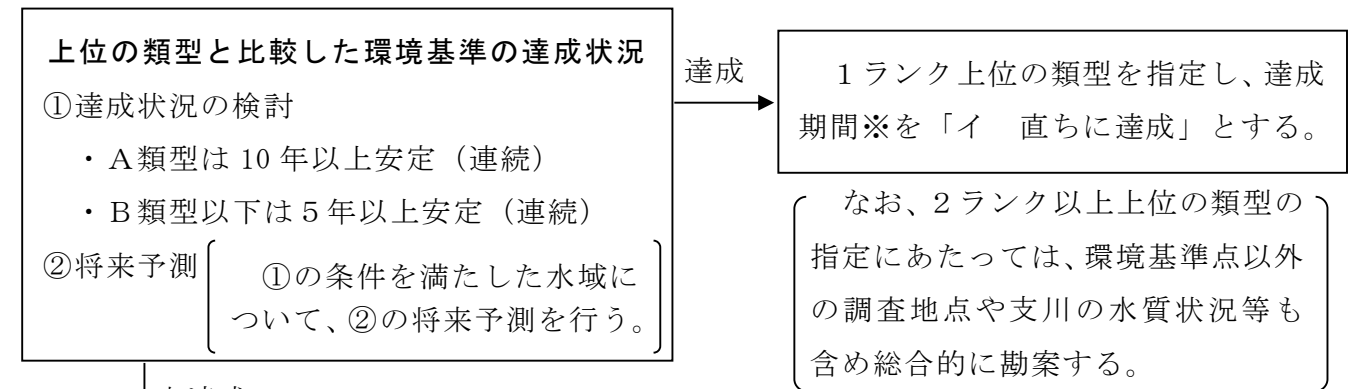 上位の類型と比較した環境基準の達成状況
①達成状況の検討
・Ａ類型は 10 年以上安定（連続）
・Ｂ類型以下は５年以上安定（連続）
②将来予測
①の条件を満たした水域に
ついて、②の将来予測を行う。
達成
１ランク上位の類型を指定し、達成
期間※を「イ　直ちに達成」とする。
なお、２ランク以上上位の類型の
指定にあたっては、環境基準点以外
の調査地点や支川の水質状況等も
含め総合的に勘案する。